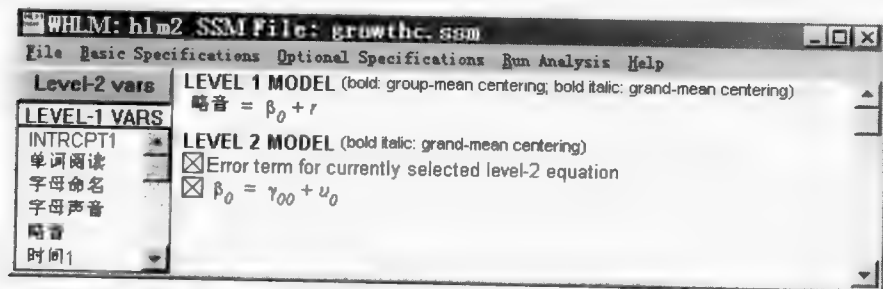 WHLM: hlm2 SSM File: growthc.ssm
File Basic Specifications Optional Specifications Run Analysis Help
Level-2 vars
LEVEL-1 VARS
INTRCPT1
单词阅读
字母命名
字母声音
略音
时间1
LEVEL 1 MODEL (bold: group-mean centering; bold italic: grand-mean centering)
略音 = β₀ + r
LEVEL 2 MODEL (bold italic: grand-mean centering)
Error term for currently selected level-2 equation
β₀ = γ₀₀ + u₀